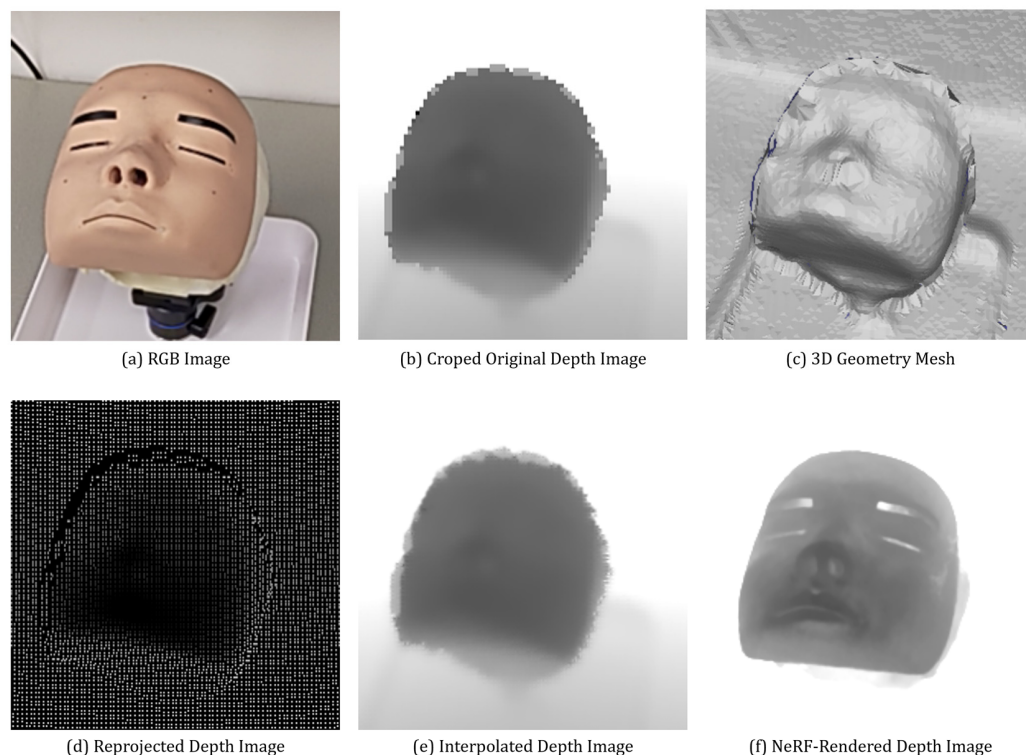 (a) RGB Image
(b) Croped Original Depth Image
(c) 3D Geometry Mesh
(d) Reprojected Depth Image
(e) Interpolated Depth Image
(f) NeRF-Rendered Depth Image